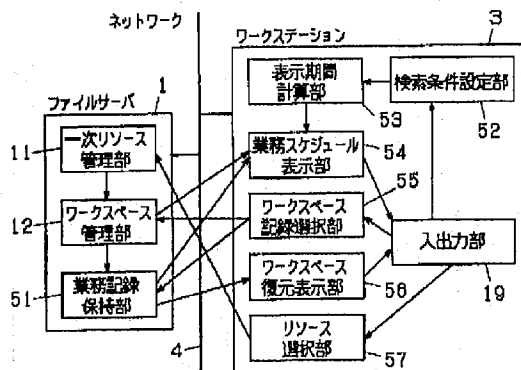 ネットワーク
ワークステーション
3
表示期間
計算部
53
検索条件設定部
52
ファイルサーバ
1
11
一次リソース
管理部
業務スケジュール
表示部
54
12
ワークスペース
管理部
ワークスペース
記録選択部
55
入出力部
19
51
業務記録
保持部
ワークスペース
復元表示部
56
リソース
選択部
57
4